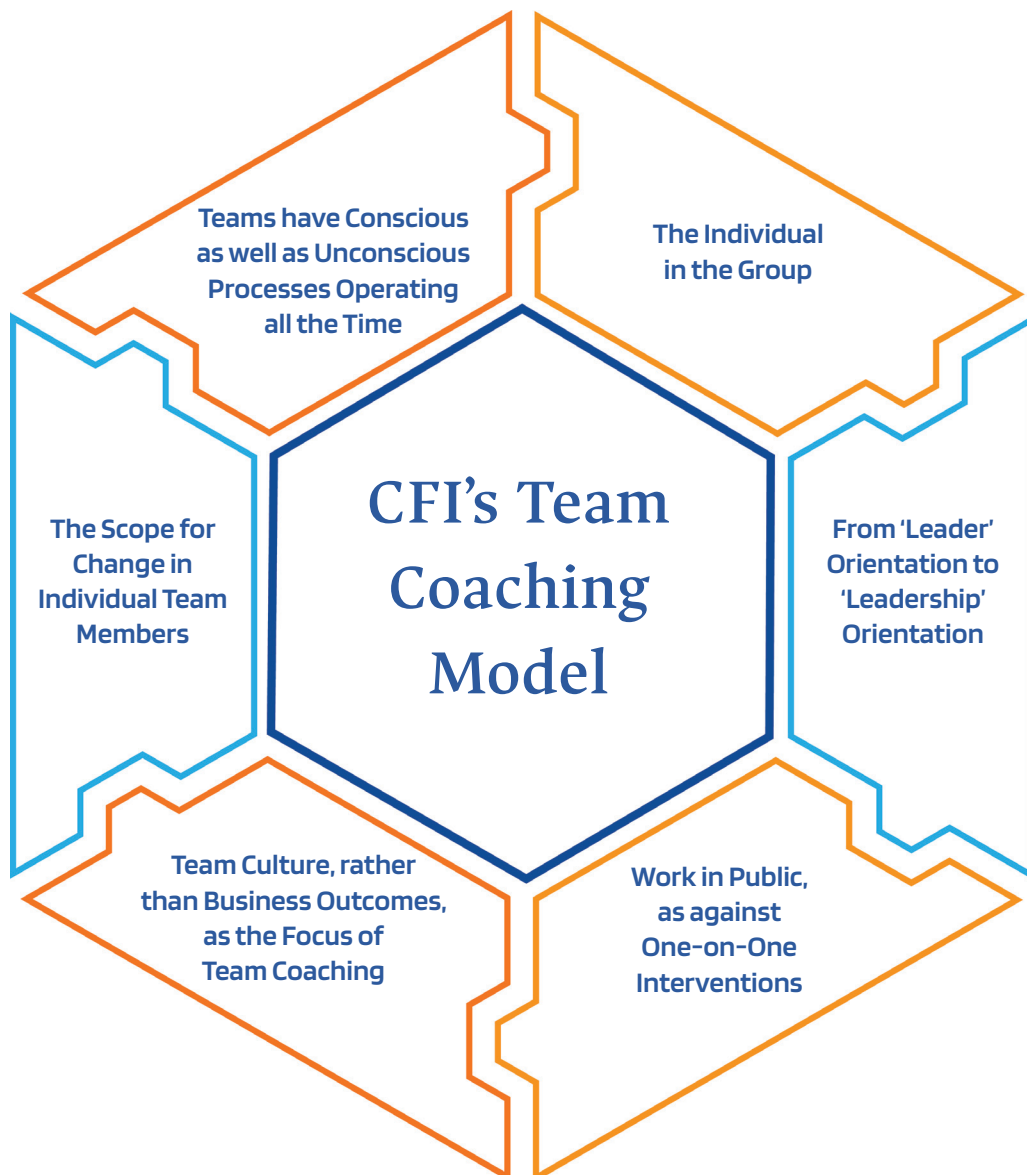 Teams have Conscious
as well as Unconscious
Processes Operating
all the Time
The Individual
in the Group
The Scope for
Change in
Individual Team
Members
CFI’s Team
Coaching
Model
From ‘Leader’
Orientation to
‘Leadership’
Orientation
Team Culture, rather
than Business Outcomes,
as the Focus of
Team Coaching
Work in Public,
as against
One-on-One
Interventions